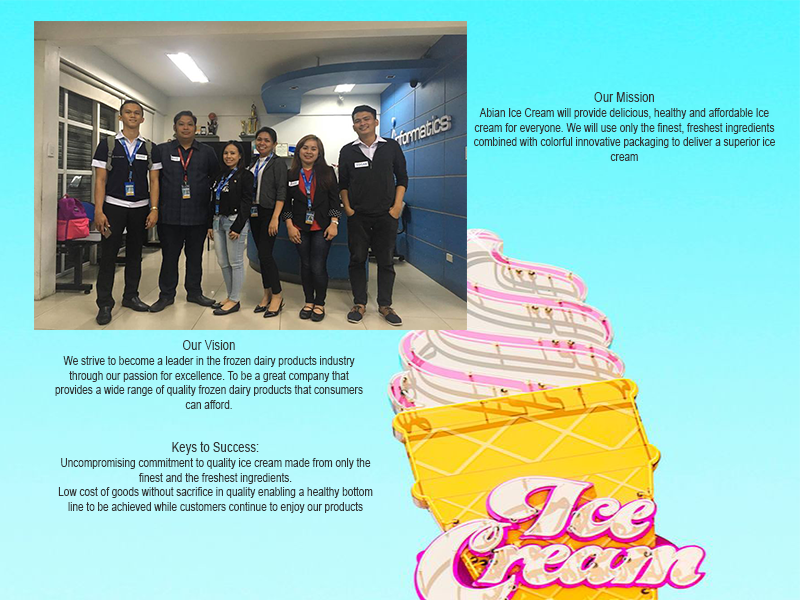 informatics
Our Mission
Abian Ice Cream will provide delicious, healthy and affordable Ice
cream for everyone. We will use only the finest, freshest ingredients
combined with colorful innovative packaging to deliver a superior ice
cream
Our Vision
We strive to become a leader in the frozen dairy products industry
through our passion for excellence. To be a great company that
provides a wide range of quality frozen dairy products that consumers
can afford.
Keys to Success:
Uncompromising commitment to quality ice cream made from only the
finest and the freshest ingredients.
Low cost of goods without sacrifice in quality enabling a healthy bottom
line to be achieved while customers continue to enjoy our products
Ice
Cream